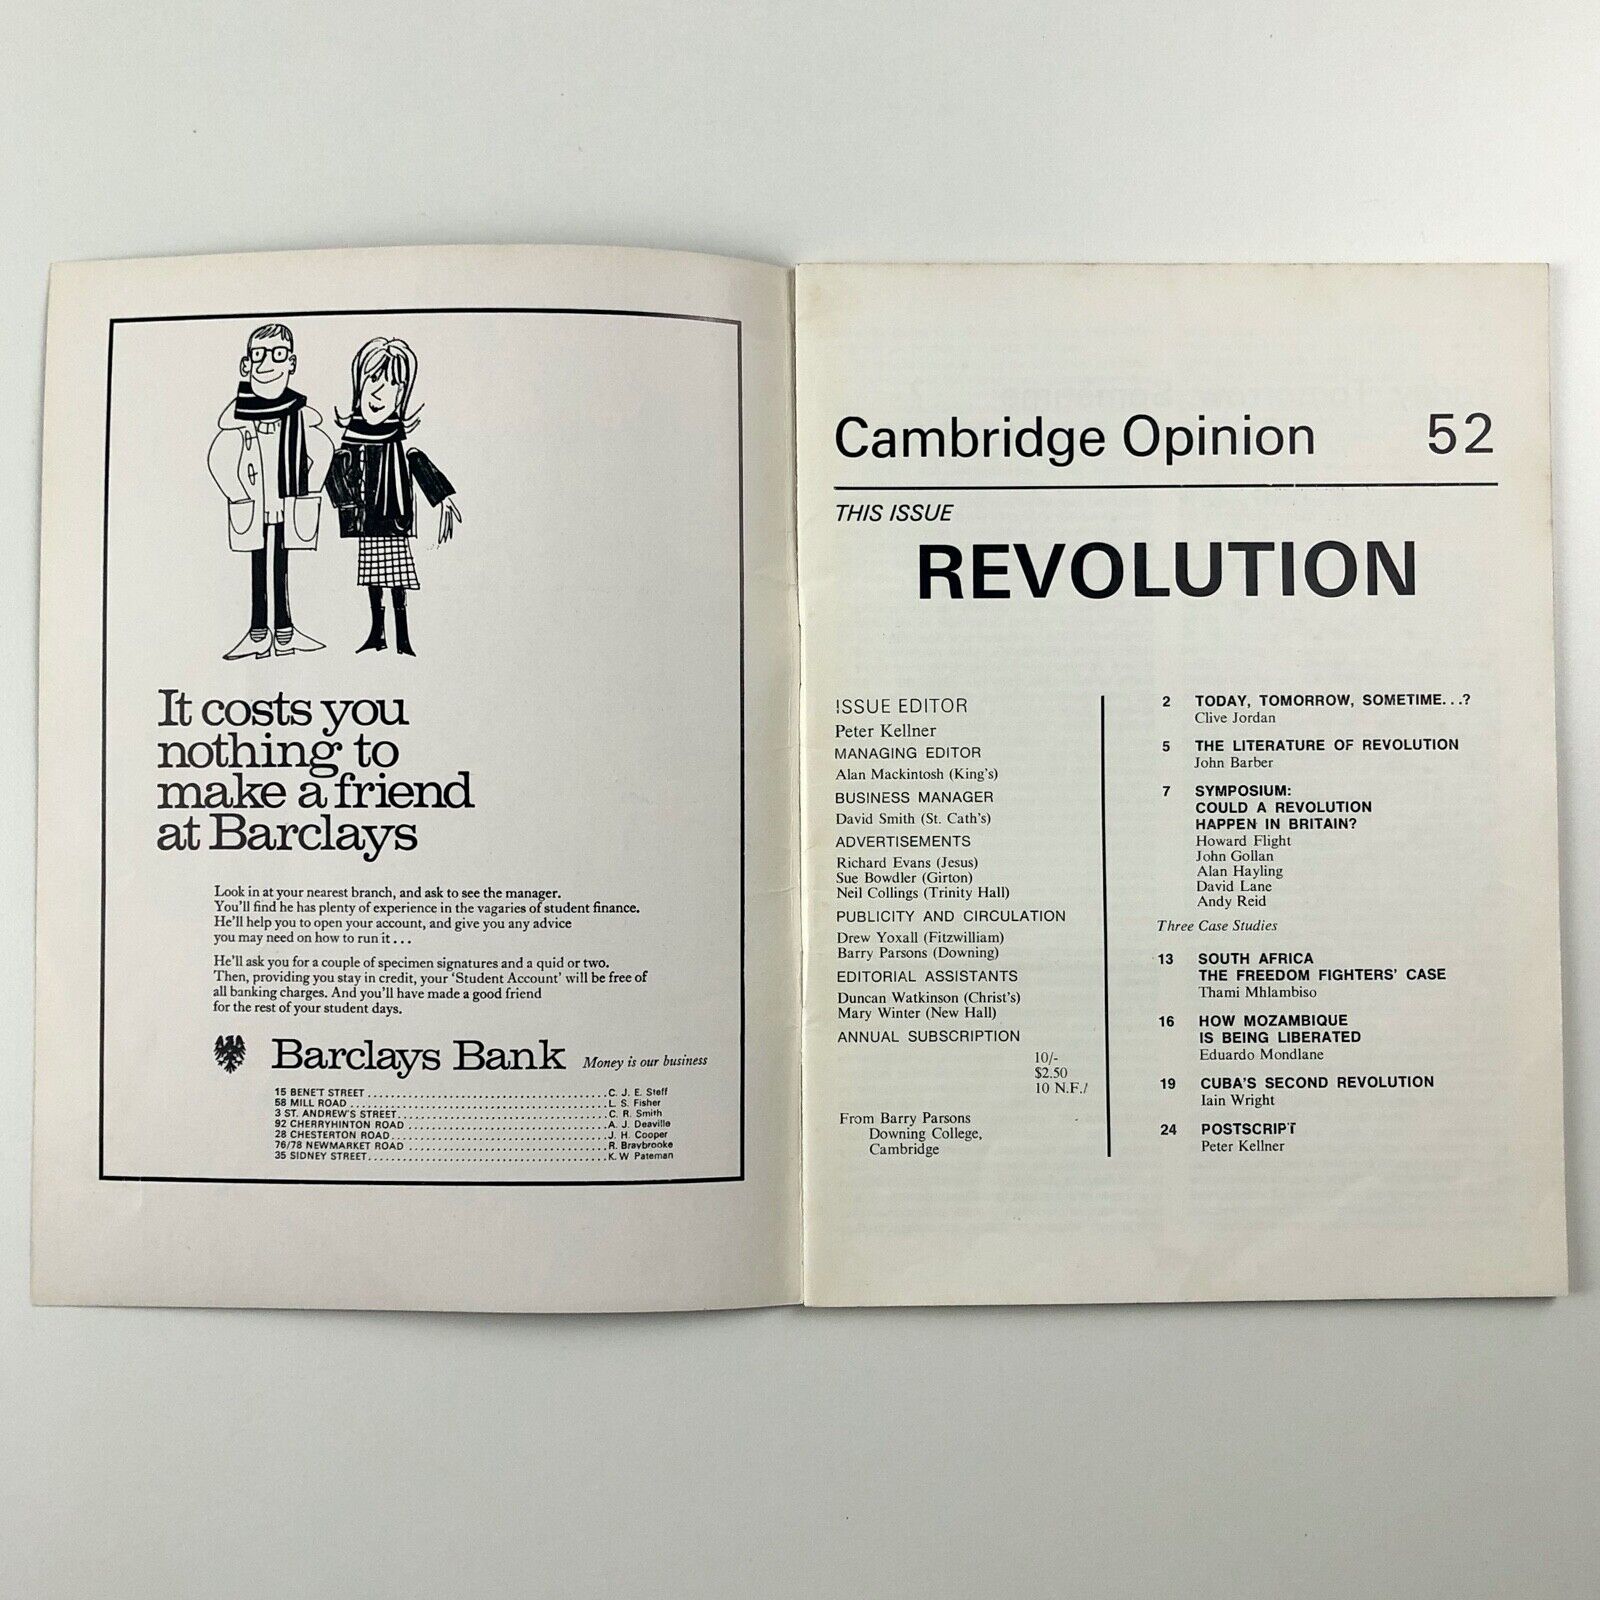 It costs you
nothing to
make a friend
at Barclays
Look in at your nearest branch, and ask to see the manager.
You'll find he has plenty of experience in the vagaries of student finance.
He'll help you to open your account, and give you any advice
you may need on how to run it...
He'll ask you for a couple of specimen signatures and a quid or two.
Then, providing you stay in credit, your 'Student Account' will be free of
all banking charges. And you'll have made a good friend
for the rest of your student days.
Barclays Bank Money is our business
15 BENE'T STREET C. J. E. Steff
58 MILL ROAD L. S. Fisher
3 ST. ANDREW'S STREET C. R. Smith
92 CHERRYHINTON ROAD A. J. Deaville
28 CHESTERTON ROAD J. H. Cooper
76/78 NEWMARKET ROAD R. Braybrooke
35 SIDNEY STREET K. W Pateman
Cambridge Opinion 52
THIS ISSUE
REVOLUTION
ISSUE EDITOR
Peter Kellner
MANAGING EDITOR
Alan Mackintosh (King's)
BUSINESS MANAGER
David Smith (St. Cath's)
ADVERTISEMENTS
Richard Evans (Jesus)
Sue Bowdler (Girton)
Neil Collings (Trinity Hall)
PUBLICITY AND CIRCULATION
Drew Yoxall (Fitzwilliam)
Barry Parsons (Downing)
EDITORIAL ASSISTANTS
Duncan Watkinson (Christ's)
Mary Winter (New Hall)
ANNUAL SUBSCRIPTION
10/-
$2.50
10 N.F./
From Barry Parsons
Downing College,
Cambridge
2 TODAY, TOMORROW, SOMETIME...?
Clive Jordan
5 THE LITERATURE OF REVOLUTION
John Barber
7 SYMPOSIUM:
COULD A REVOLUTION
HAPPEN IN BRITAIN?
Howard Flight
John Gollan
Alan Hayling
David Lane
Andy Reid
Three Case Studies
13 SOUTH AFRICA
THE FREEDOM FIGHTERS' CASE
Thami Mhlambiso
16 HOW MOZAMBIQUE
IS BEING LIBERATED
Eduardo Mondlane
19 CUBA'S SECOND REVOLUTION
Iain Wright
24 POSTSCRIPT
Peter Kellner